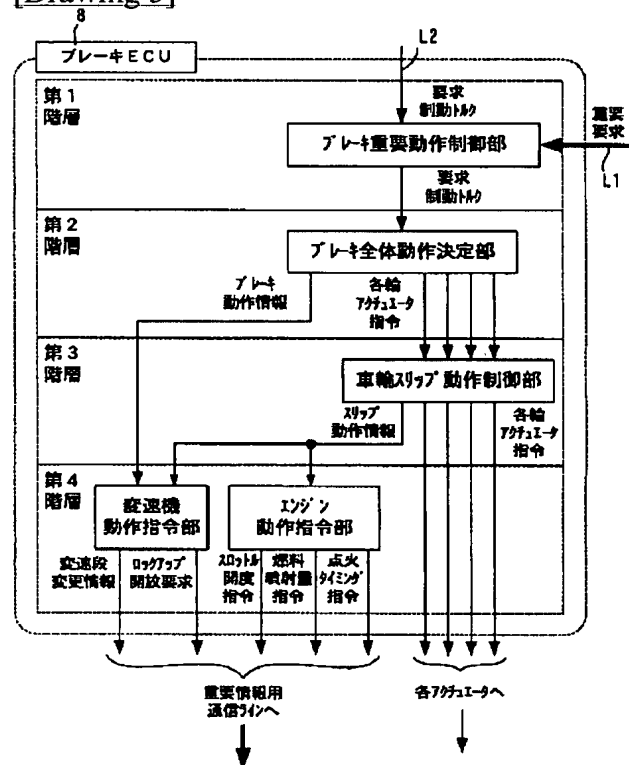 [Drawing 3]
8
ブレーキECU
L2
第1
階層
要求
制動トルク
重要
要求
ブレーキ重要動作制御部
L1
要求
制動トルク
第2
階層
ブレーキ全体動作決定部
ブレーキ
動作情報
各輪
アクチュエータ
指令
第3
階層
車輪スリップ動作制御部
スリップ
動作情報
各輪
アクチュエータ
指令
第4
階層
変速機
動作指令部
エンジン
動作指令部
変速段
変更情報
ロックアップ
開放要求
スロットル
開度
指令
燃料
噴射量
指令
点火
タイミング
指令
重要情報用
通信ラインへ
各アクチュエータへ